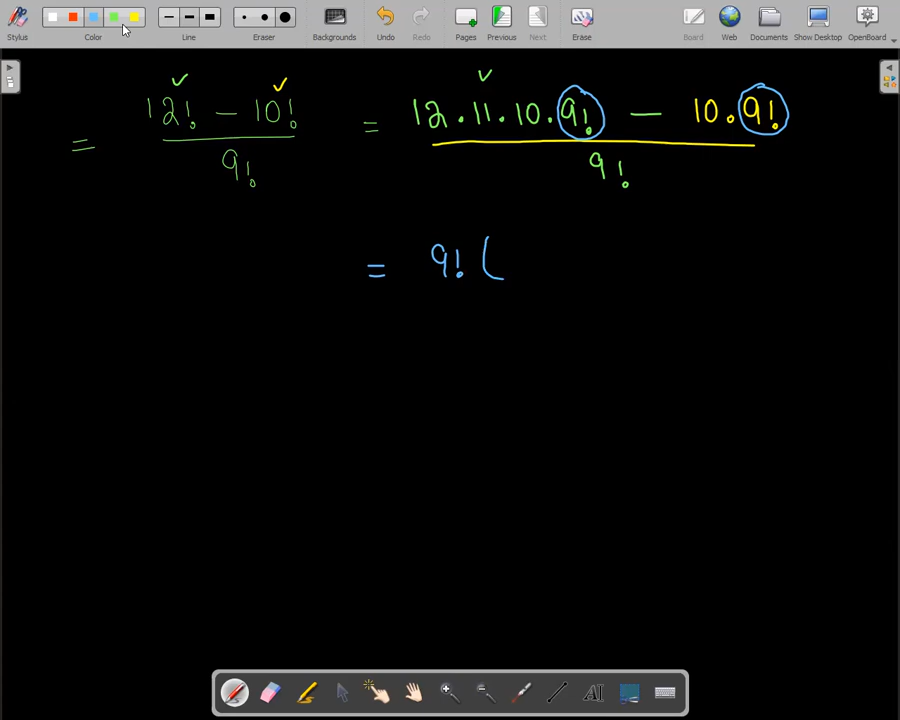 Stylus Color Line Eraser Backgrounds Undo Redo Pages Previous Next Erase Board Web Documents Show Desktop OpenBoard
= 12! - 10! / 9! = 12 . 11 . 10 . 9! - 10 . 9! / 9!
= 9! (